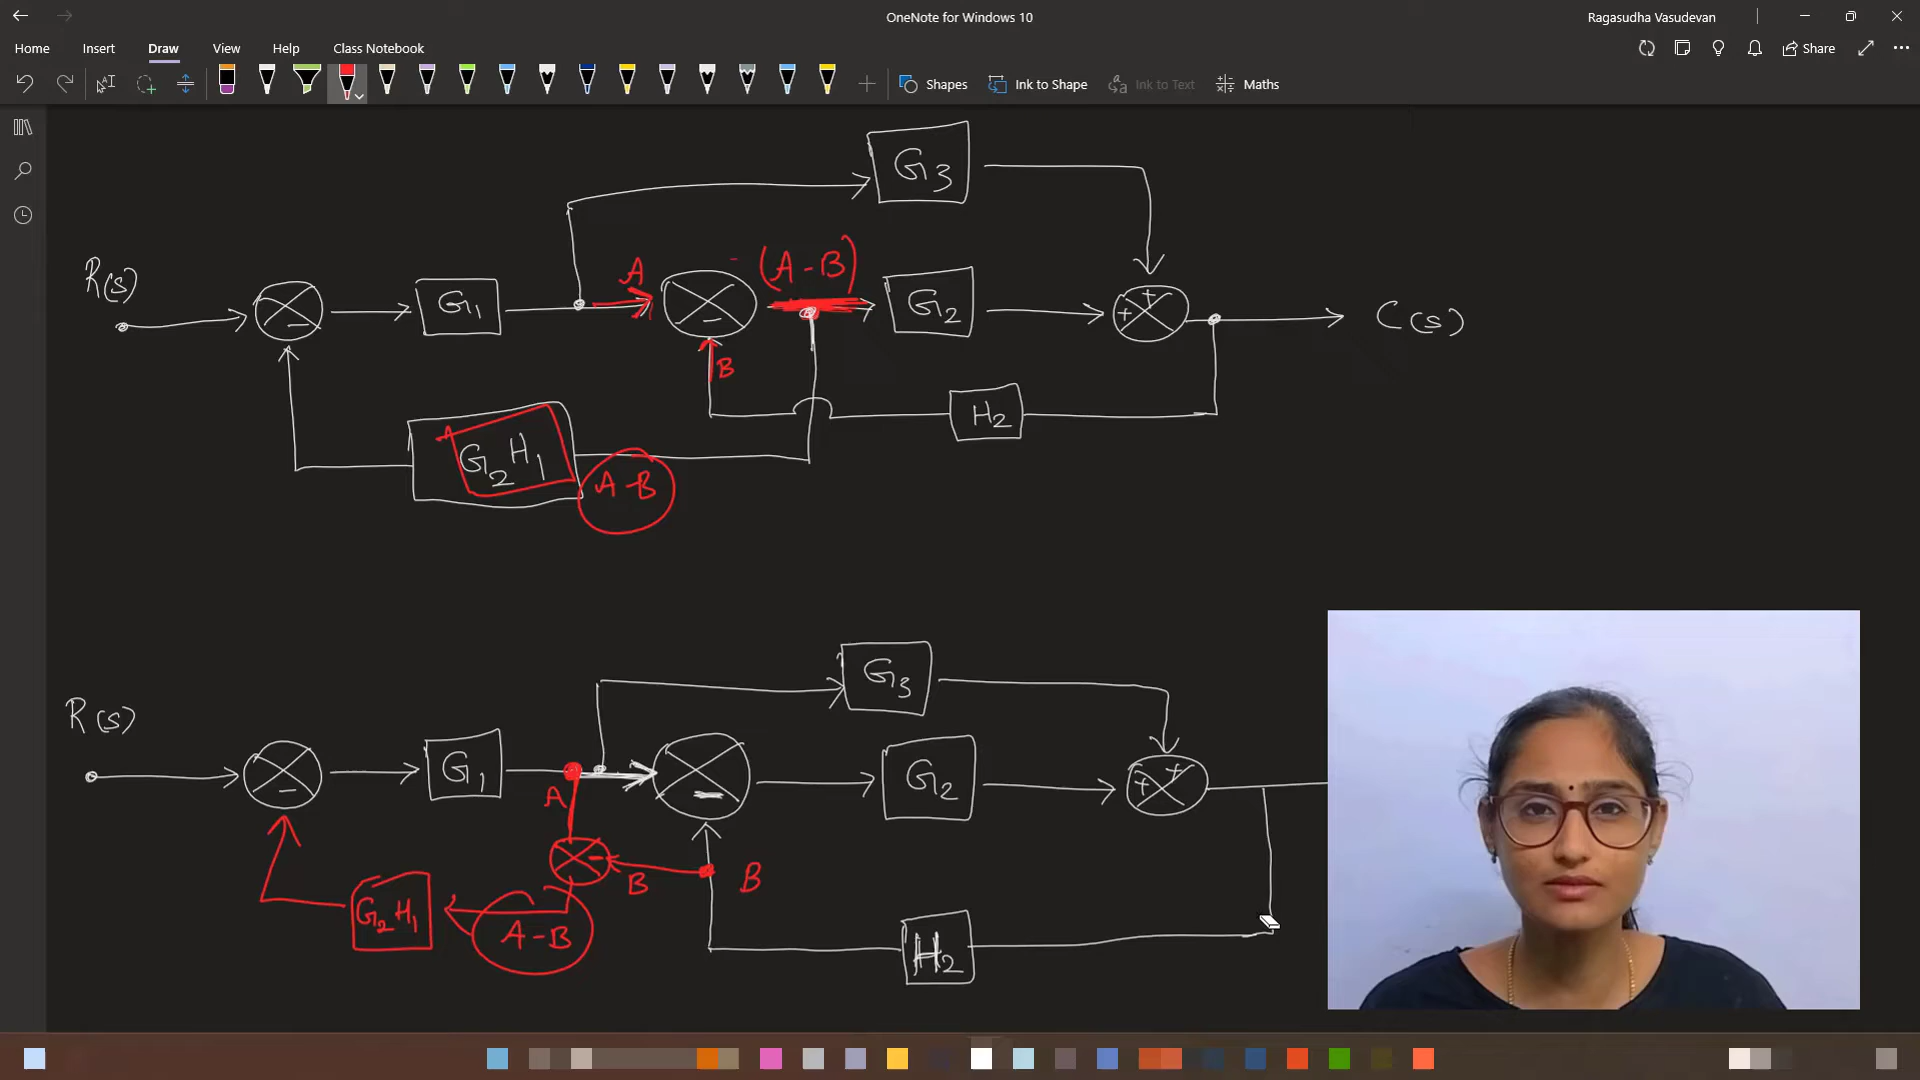 OneNote for Windows 10
Ragasudha Vasudevan
Home Insert Draw View Help Class Notebook
Share
Shapes Ink to Shape Ink to Text Maths
G3
R(s)
G1
A
-
(A-B)
G2
+
+
C(s)
-
B
H2
G2H1
A-B
G3
R(s)
-
G1
A
-
G2
+
+
-
B
B
G2H1
A-B
H2